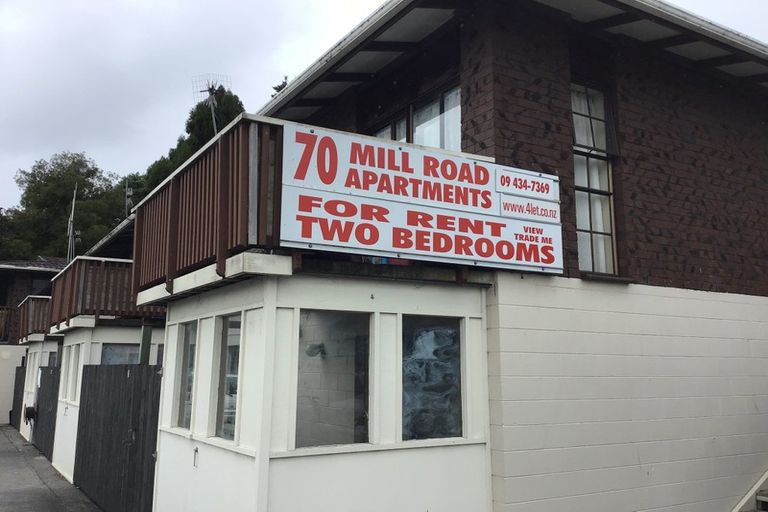 70 MILL ROAD
APARTMENTS
09 434-7369
www.4let.co.nz
FOR RENT
TWO BEDROOMS
VIEW
TRADE ME